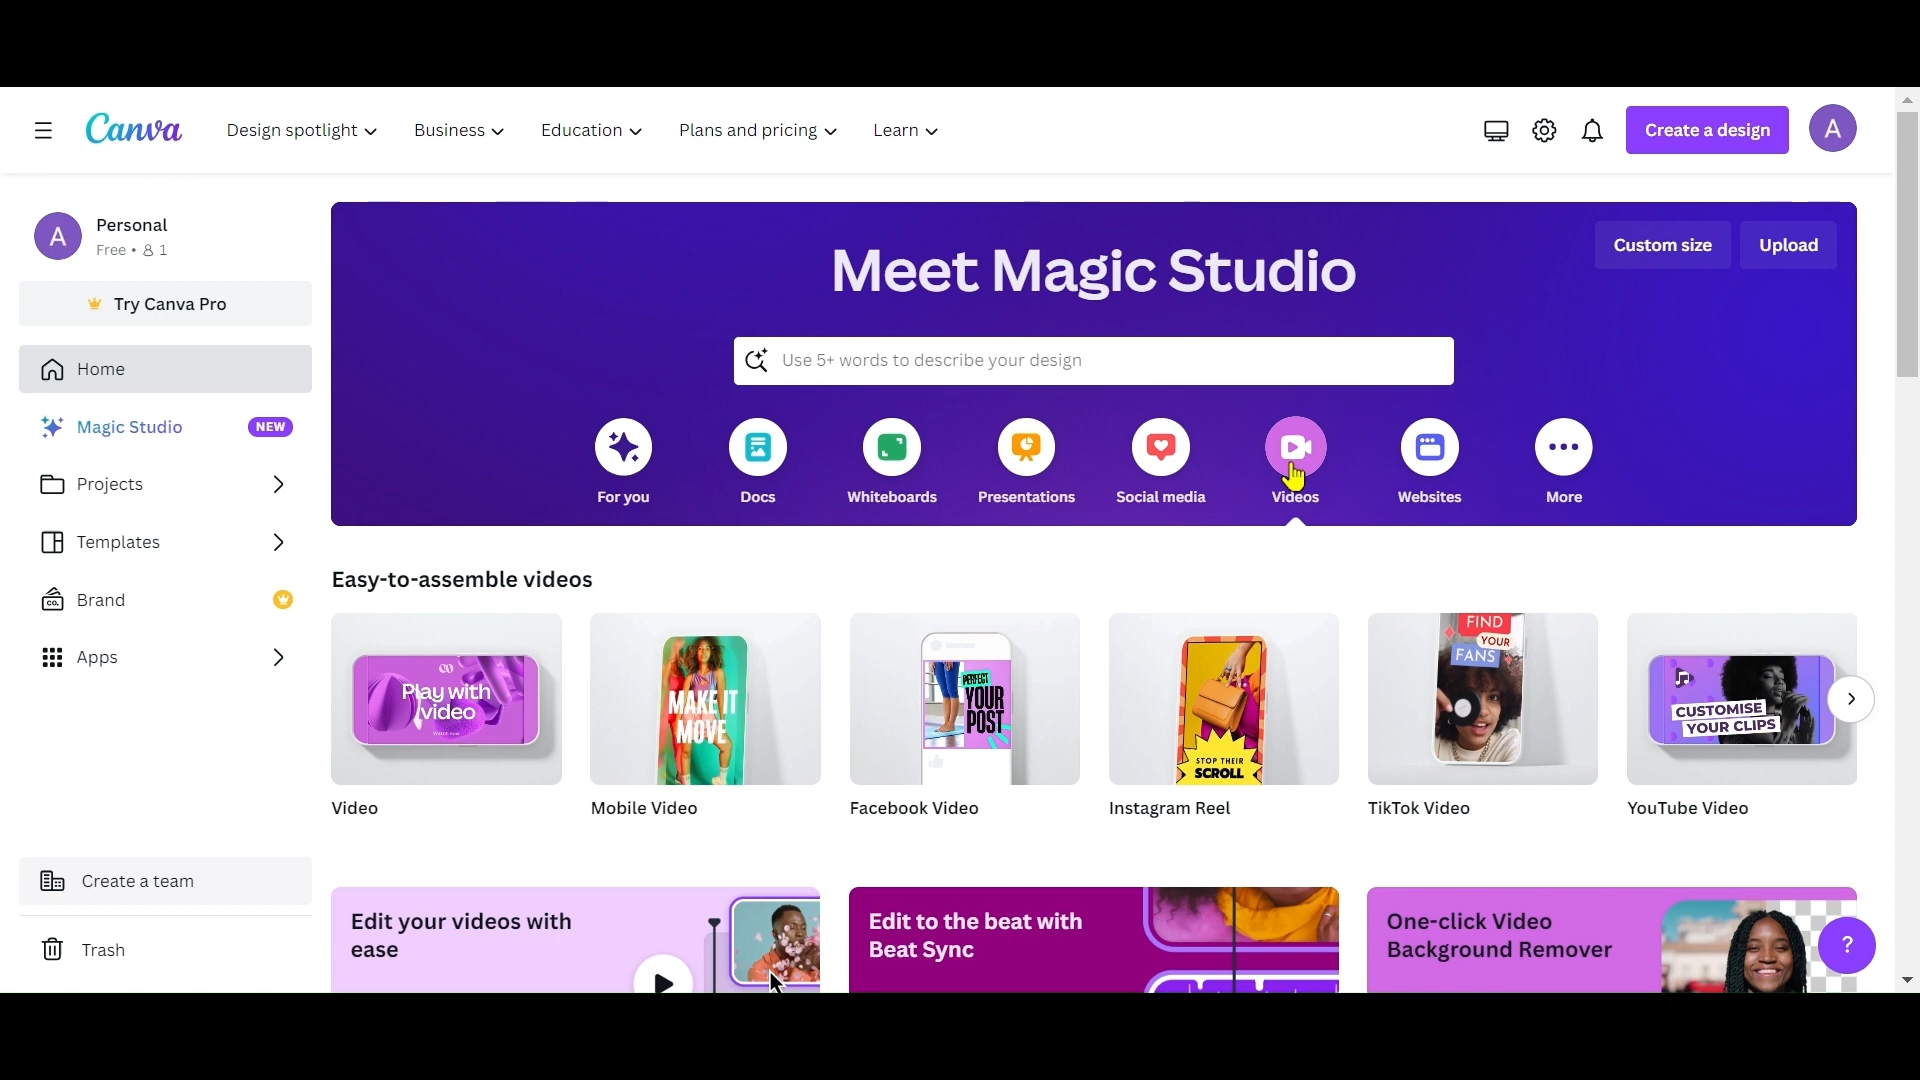 Canva
Design spotlight
Business
Education
Plans and pricing
Learn
Create a design
A
A
Personal
Free • 1
Try Canva Pro
Home
Magic Studio NEW
Projects
Templates
Brand
Apps
Create a team
Trash
Custom size
Upload
Meet Magic Studio
Use 5+ words to describe your design
For you
Docs
Whiteboards
Presentations
Social media
Videos
Websites
More
Easy-to-assemble videos
Play with
video
MAKE IT
MOVE
PERFECT
YOUR
POST
STOP THEIR
SCROLL
FIND
YOUR
FANS
CUSTOMISE
YOUR CLIPS
Video
Mobile Video
Facebook Video
Instagram Reel
TikTok Video
YouTube Video
Edit your videos with
ease
Edit to the beat with
Beat Sync
One-click Video
Background Remover
?